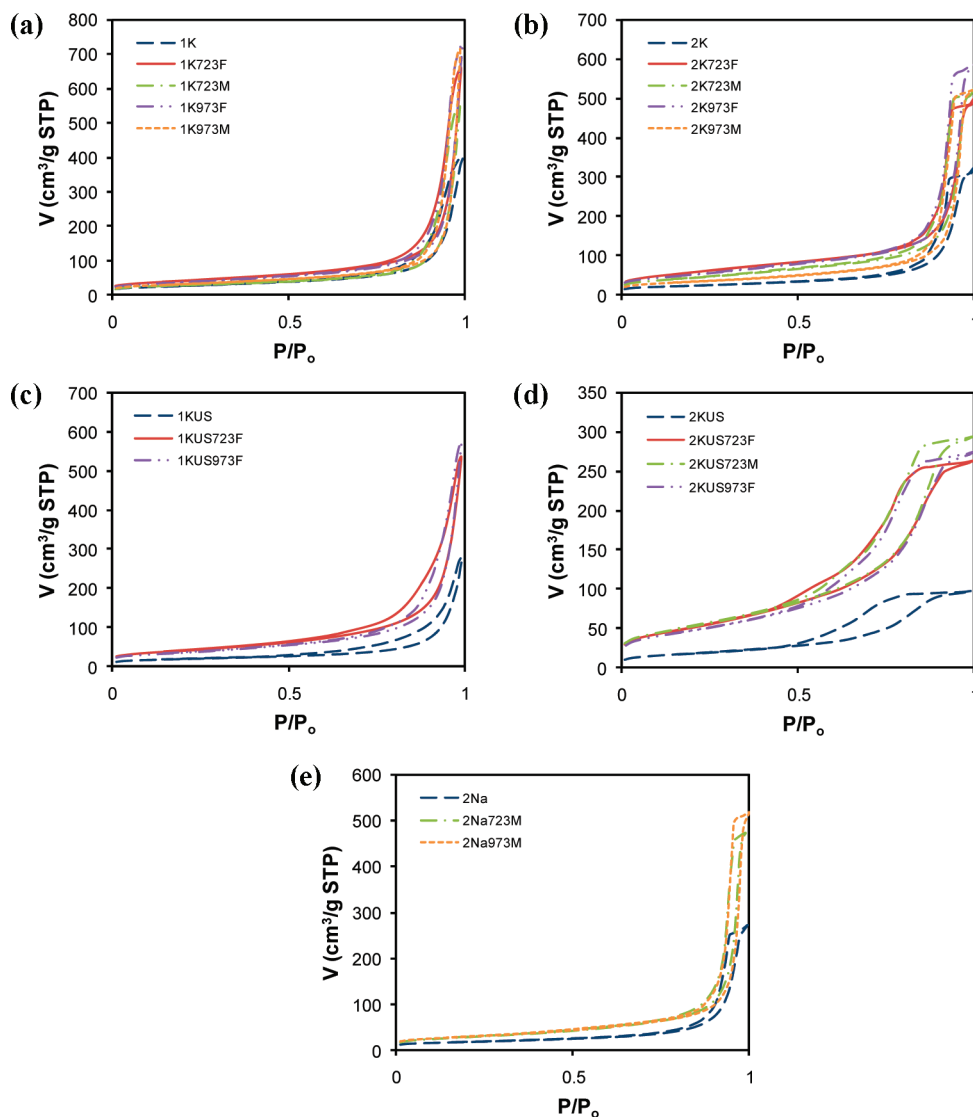 (a)
1K
1K723F
1K723M
1K973F
1K973M
V (cm³/g STP)
800
700
600
500
400
300
200
100
0
0
0.5
1
P/Pₒ
(b)
2K
2K723F
2K723M
2K973F
2K973M
V (cm³/g STP)
700
600
500
400
300
200
100
0
0
0.5
1
P/Pₒ
(c)
1KUS
1KUS723F
1KUS973F
V (cm³/g STP)
700
600
500
400
300
200
100
0
0
0.5
1
P/Pₒ
(d)
2KUS
2KUS723F
2KUS723M
2KUS973F
V (cm³/g STP)
350
300
250
200
150
100
50
0
0
0.5
1
P/Pₒ
(e)
2Na
2Na723M
2Na973M
V (cm³/g STP)
600
500
400
300
200
100
0
0
0.5
1
P/Pₒ